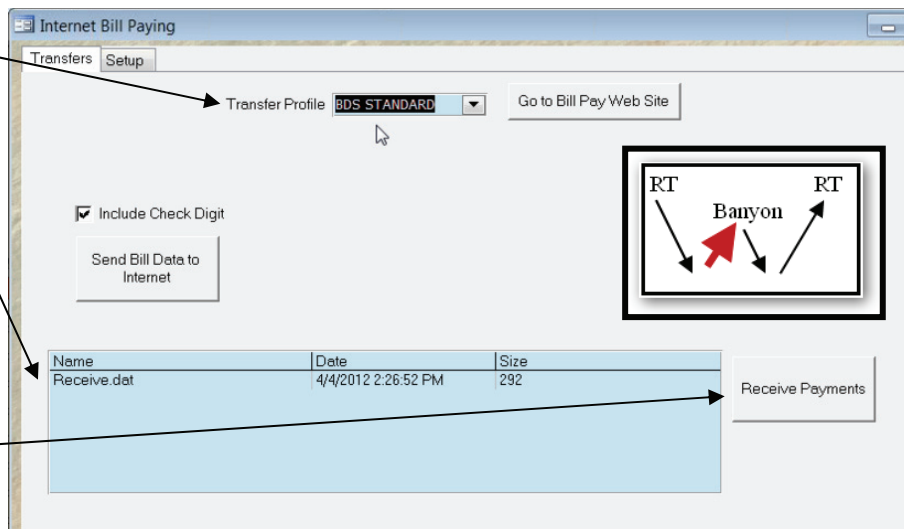 Internet Bill Paying
Transfers Setup
Transfer Profile BDS STANDARD Go to Bill Pay Web Site
RT RT
Banyon
Include Check Digit
Send Bill Data to
Internet
Name Date Size
Receive.dat 4/4/2012 2:26:52 PM 292
Receive Payments